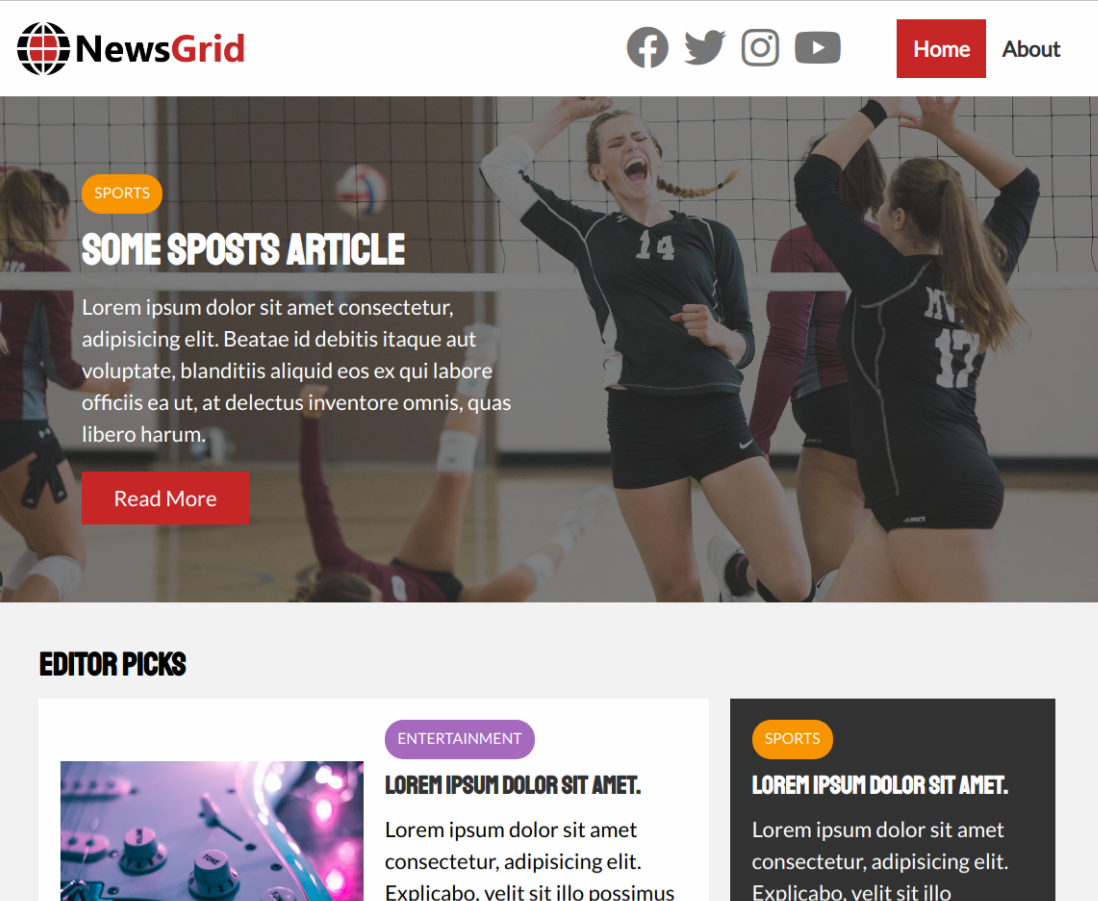 NewsGrid
Home About
SPORTS
SOME SPOSTS ARTICLE
Lorem ipsum dolor sit amet consectetur,
adipisicing elit. Beatae id debitis itaque aut
voluptate, blanditiis aliquid eos ex qui labore
officiis ea ut, at delectus inventore omnis, quas
libero harum.
Read More
14
17
EDITOR PICKS
ENTERTAINMENT
LOREM IPSUM DOLOR SIT AMET.
Lorem ipsum dolor sit amet
consectetur, adipisicing elit.
Explicabo, velit sit illo possimus
TONE
SPORTS
LOREM IPSUM DOLOR SIT AMET.
Lorem ipsum dolor sit amet
consectetur, adipisicing elit.
Explicabo, velit sit illo